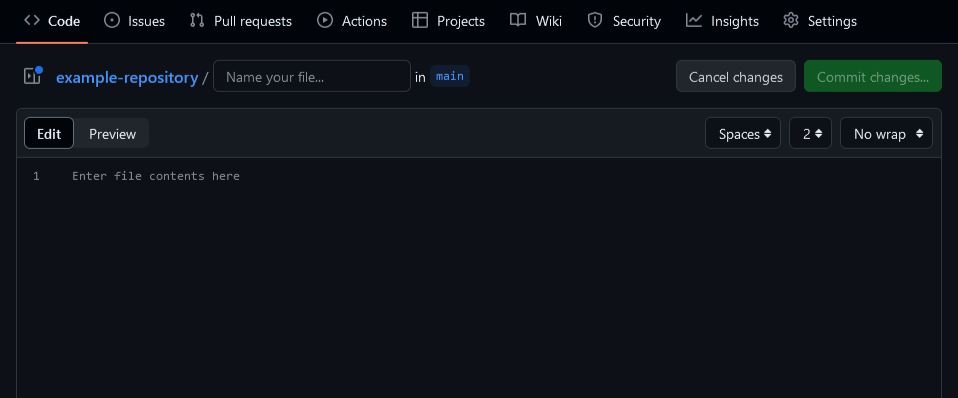 Code Issues Pull requests Actions Projects Wiki Security Insights Settings
example-repository / Name your file... in main Cancel changes Commit changes...
Edit Preview Spaces 2 No wrap
1 Enter file contents here